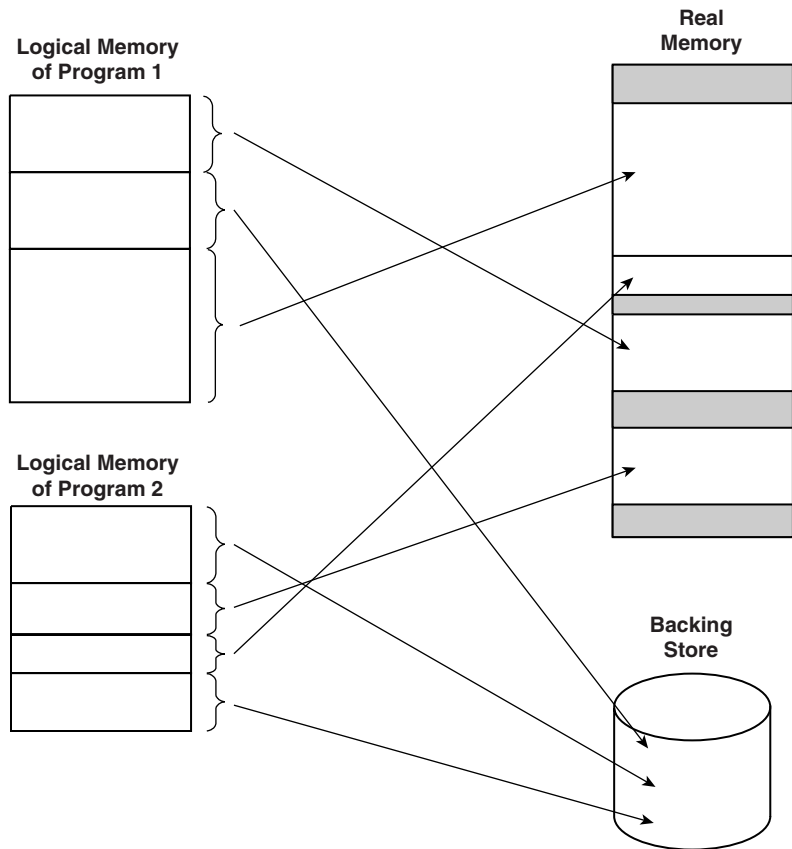 Logical Memory
of Program 1
Real
Memory
Logical Memory
of Program 2
Backing
Store